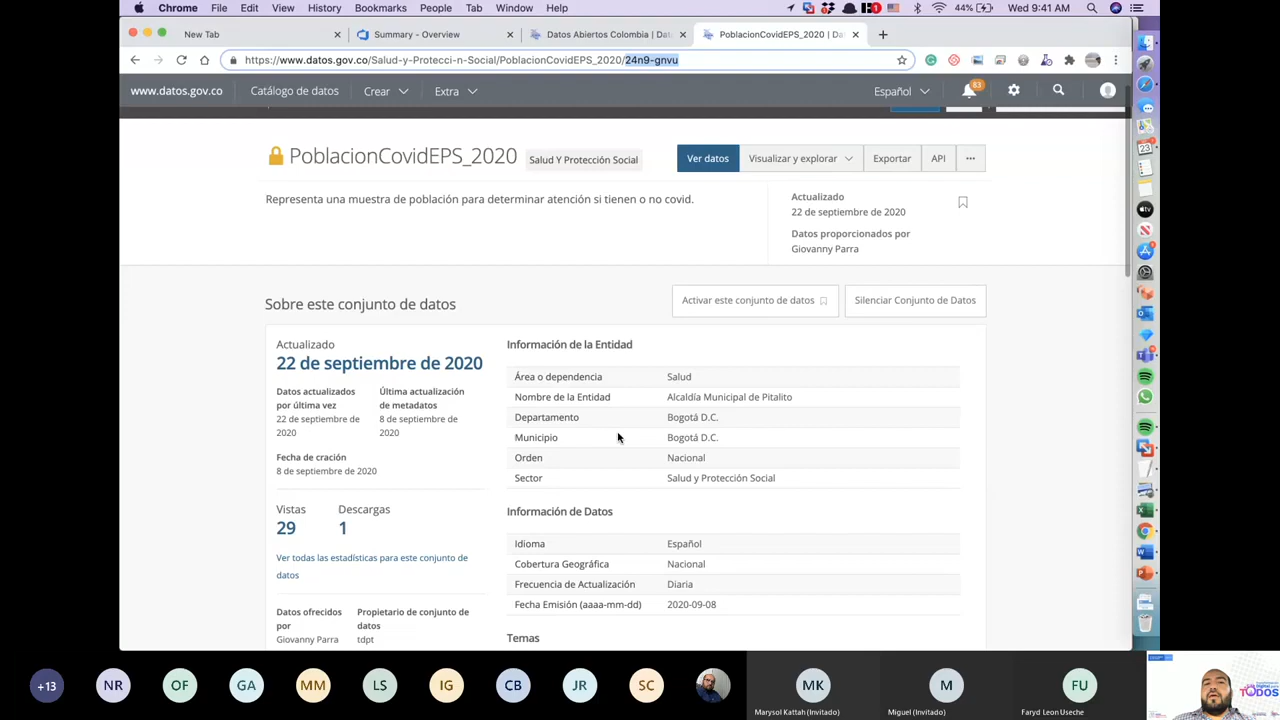 Chrome File Edit View History Bookmarks People Tab Window Help 44% Wed 9:41 AM
New Tab Summary - Overview Datos Abiertos Colombia | Datos PoblacionCovidEPS_2020 | Dat
https://www.datos.gov.co/Salud-y-Protecci-n-Social/PoblacionCovidEPS_2020/24n9-gnvu
www.datos.gov.co Catálogo de datos Crear Extra Español 83
PoblacionCovidEPS_2020 Salud Y Protección Social Ver datos Visualizar y explorar Exportar API ...
Representa una muestra de población para determinar atención si tienen o no covid.
Actualizado
22 de septiembre de 2020
Datos proporcionados por
Giovanny Parra
Sobre este conjunto de datos Activar este conjunto de datos Silenciar Conjunto de Datos
Actualizado
22 de septiembre de 2020
Datos actualizados
por última vez
22 de septiembre de
2020
Última actualización
de metadatos
8 de septiembre de
2020
Fecha de cración
8 de septiembre de 2020
Vistas
29
Descargas
1
Ver todas las estadísticas para este conjunto de
datos
Datos ofrecidos
por
Giovanny Parra
Propietario de conjunto de
datos
tdpt
Información de la Entidad
Área o dependencia Salud
Nombre de la Entidad Alcaldía Municipal de Pitalito
Departamento Bogotá D.C.
Municipio Bogotá D.C.
Orden Nacional
Sector Salud y Protección Social
Información de Datos
Idioma Español
Cobertura Geográfica Nacional
Frecuencia de Actualización Diaria
Fecha Emisión (aaaa-mm-dd) 2020-09-08
Temas
+13 NR OF GA MM LS IG CB JR SC MK M FU
Marysol Kattah (Invitado) Miguel (Invitado) Faryd Leon Useche
TODOS